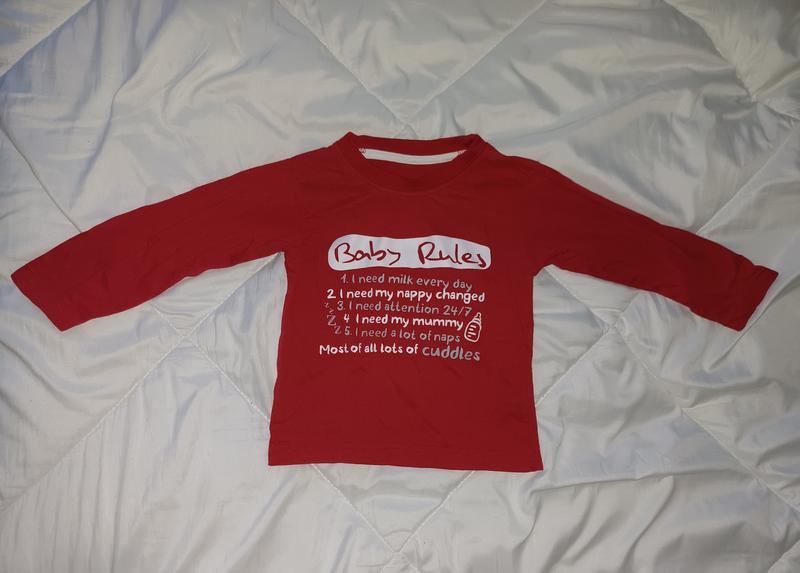 Baby Rules
1. I need milk every day
2 I need my nappy changed
3. I need attention 24/7
4 I need my mummy
5. I need a lot of naps
Most of all lots of cuddles
z
z
Z
Z